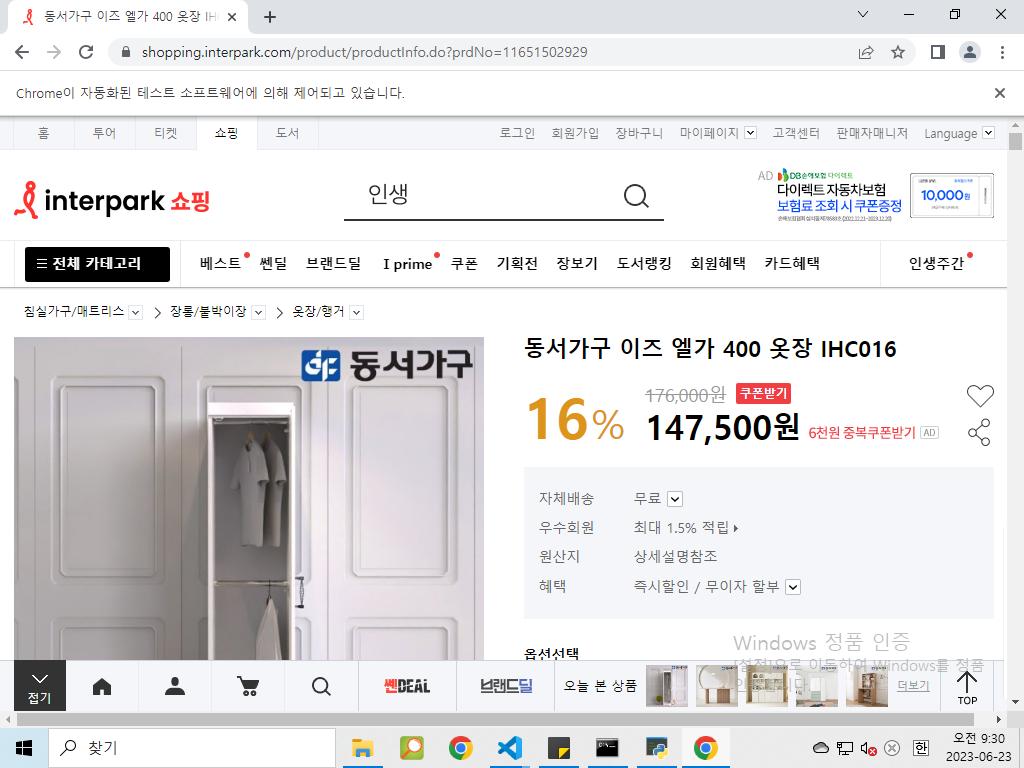 동서가구 이즈 엘가 400 옷장 IH
shopping.interpark.com/product/productInfo.do?prdNo=11651502929
Chrome이 자동화된 테스트 소프트웨어에 의해 제어되고 있습니다.
홈 투어 티켓 쇼핑 도서 로그인 회원가입 장바구니 마이페이지 고객센터 판매자매니저 Language
AD DB손해보험 다이렉트
interpark 쇼핑 인생 다이렉트 자동차보험
보험료 조회 시 쿠폰증정
10,000원
전체 카테고리 베스트 쎈딜 브랜드딜 I prime 쿠폰 기획전 장보기 도서랭킹 회원혜택 카드혜택 인생주간
침실가구/매트리스 장롱/붙박이장 옷장/행거
동서가구
동서가구 이즈 엘가 400 옷장 IHC016
16% 176,000원 쿠폰받기
147,500원 6천원 중복쿠폰받기 AD
자체배송 무료
우수회원 최대 1.5% 적립
원산지 상세설명참조
혜택 즉시할인 / 무이자 할부
옵션선택
Windows 정품 인증
[설정]으로 이동하여 Windows를 정품
접기 쎈DEAL 브랜드딜 오늘 본 상품 더보기 TOP
찾기
한
오전 9:30
2023-06-23